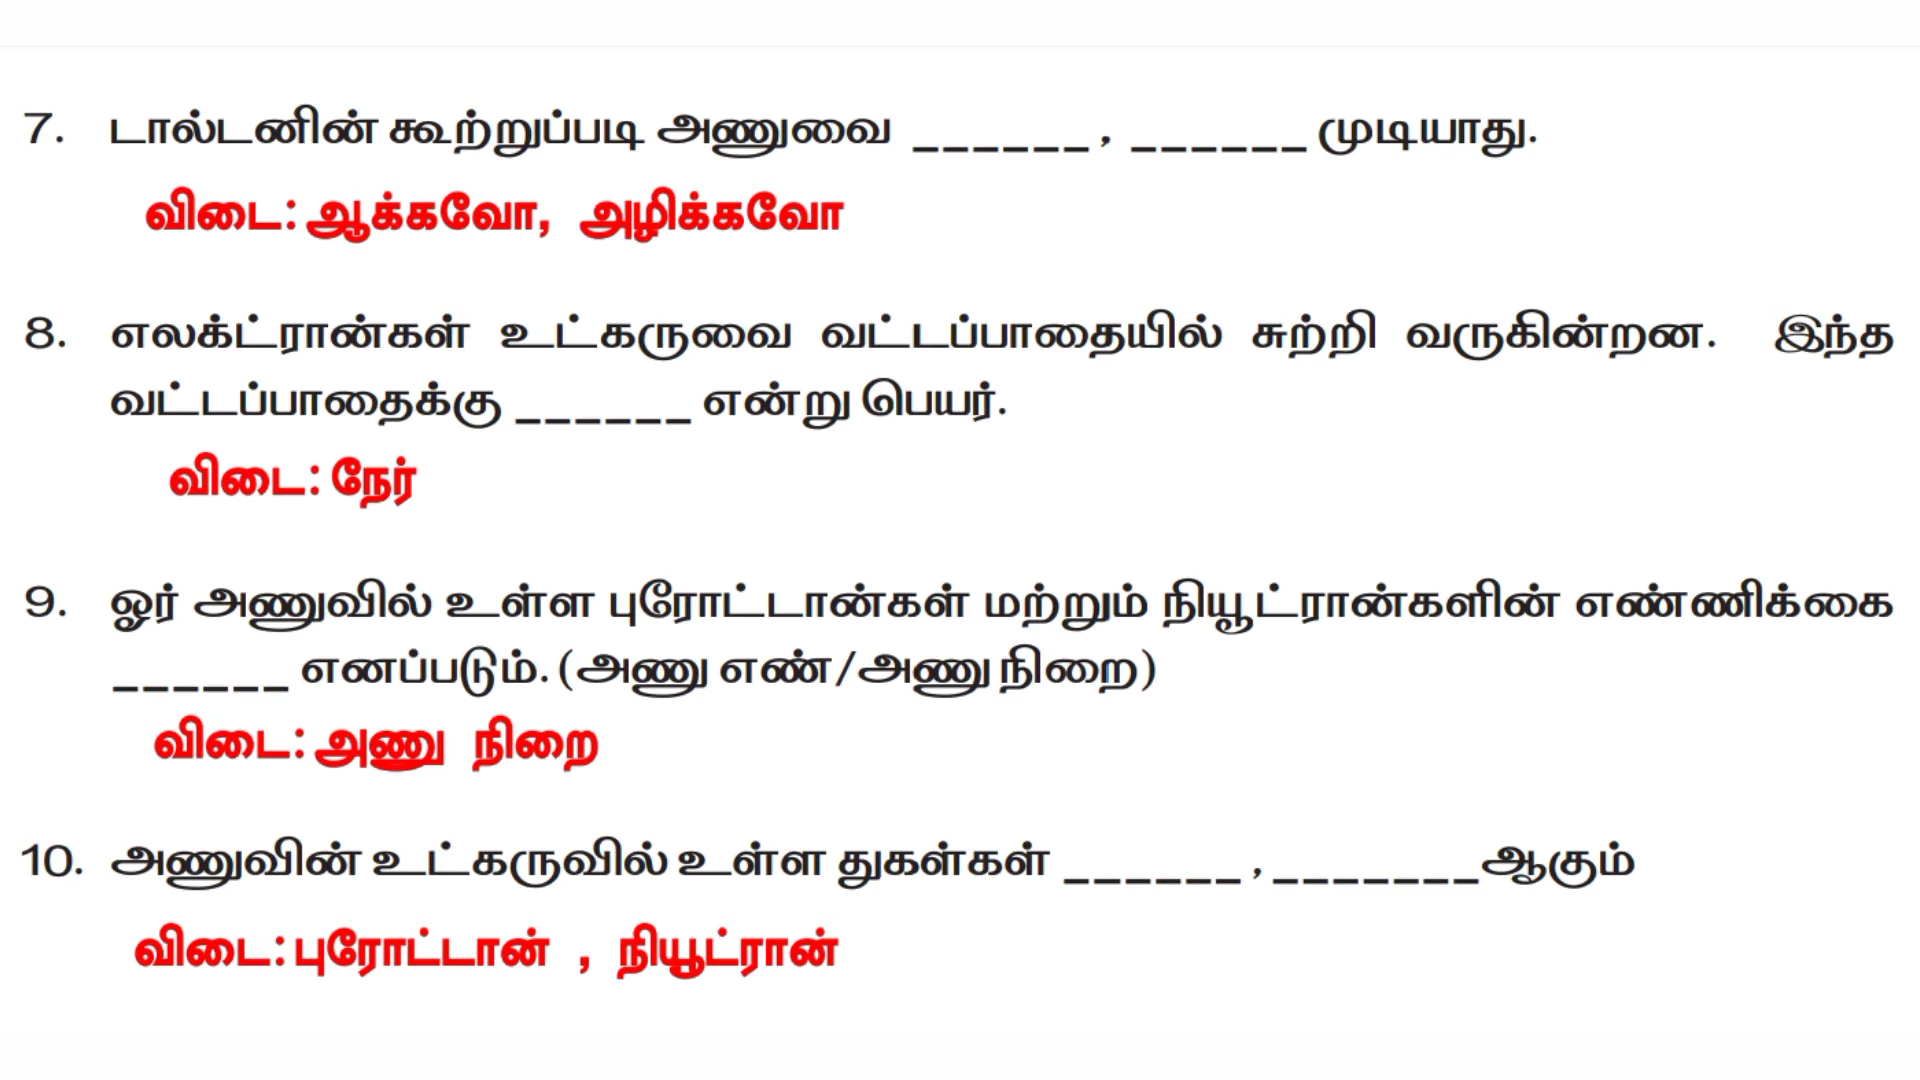 7. டால்டனின் கூற்றுப்படி அணுவை ______ , ______ முடியாது.
விடை: ஆக்கவோ, அழிக்கவோ
8. எலக்ட்ரான்கள் உட்கருவை வட்டப்பாதையில் சுற்றி வருகின்றன. இந்த
வட்டப்பாதைக்கு ______ என்று பெயர்.
விடை: நேர்
9. ஓர் அணுவில் உள்ள புரோட்டான்கள் மற்றும் நியூட்ரான்களின் எண்ணிக்கை
______ எனப்படும். (அணு எண்/அணு நிறை)
விடை: அணு நிறை
10. அணுவின் உட்கருவில் உள்ள துகள்கள் ______ , _______ஆகும்
விடை: புரோட்டான் , நியூட்ரான்